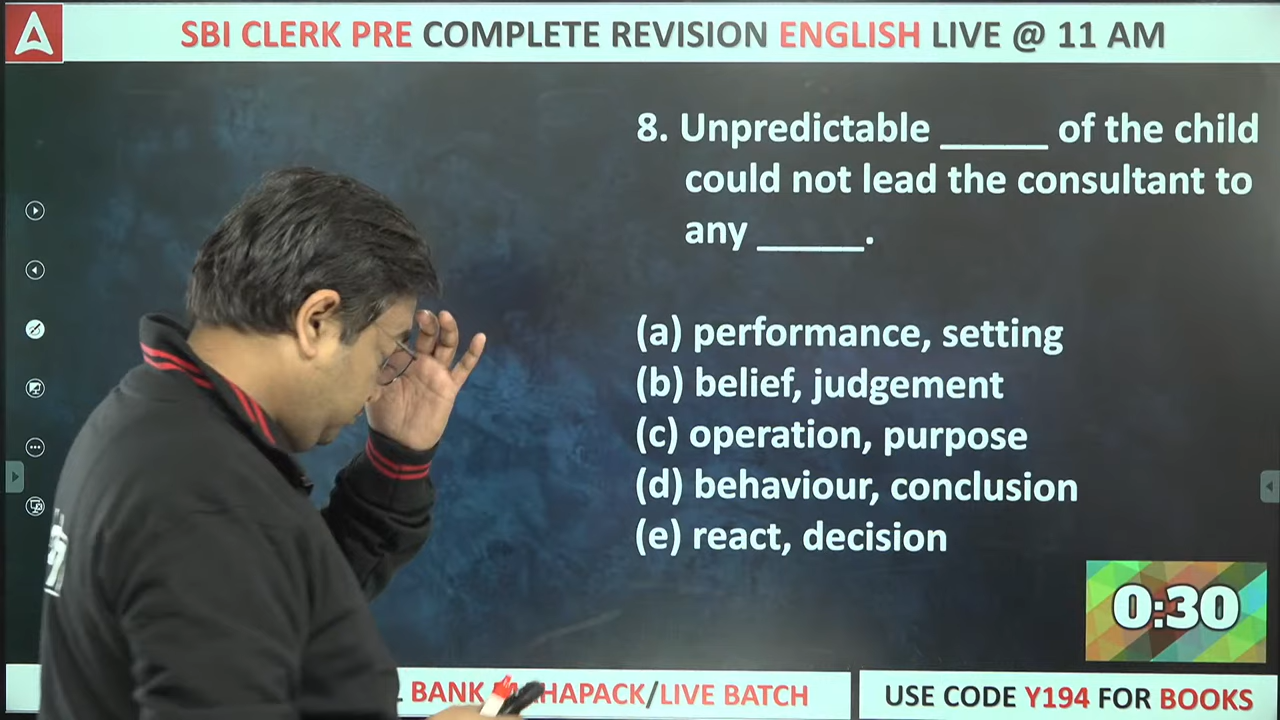 SBI CLERK PRE COMPLETE REVISION ENGLISH LIVE @ 11 AM
8. Unpredictable _____ of the child
could not lead the consultant to
any _____.
(a) performance, setting
(b) belief, judgement
(c) operation, purpose
(d) behaviour, conclusion
(e) react, decision
0:30
BANK /LIVE BATCH
USE CODE Y194 FOR BOOKS